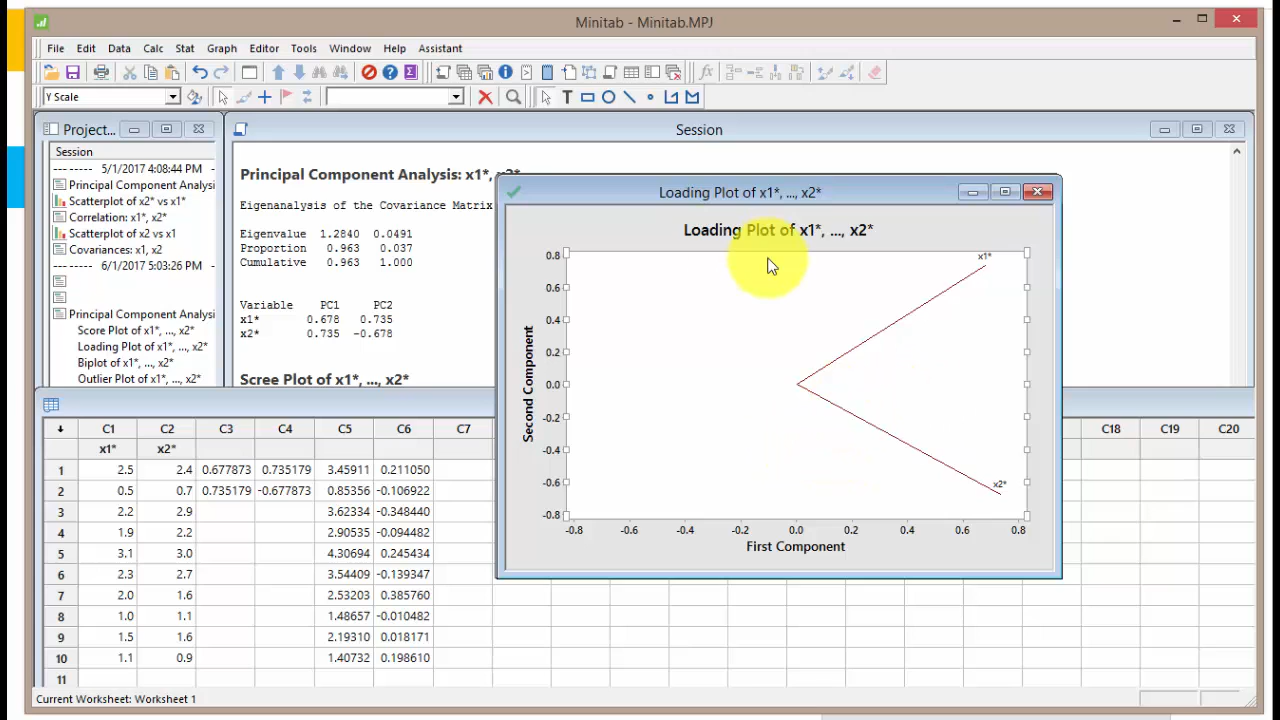 Minitab - Minitab.MPJ
File Edit Data Calc Stat Graph Editor Tools Window Help Assistant
Y Scale
Project...
Session
--- ----- 5/1/2017 4:08:44 PM ---
Principal Component Analysi
Scatterplot of x2* vs x1*
Correlation: x1*, x2*
Scatterplot of x2 vs x1
Covariances: x1, x2
--- ----- 6/1/2017 5:03:26 PM ---
Principal Component Analysi
Score Plot of x1*, ..., x2*
Loading Plot of x1*, ..., x2*
Biplot of x1*, ..., x2*
Outlier Plot of x1*, ..., x2*
Session
Principal Component Analysis: x1*, x2*
Eigenanalysis of the Covariance Matrix
Eigenvalue 1.2840 0.0491
Proportion 0.963 0.037
Cumulative 0.963 1.000
Variable PC1 PC2
x1* 0.678 0.735
x2* 0.735 -0.678
Scree Plot of x1*, ..., x2*
Loading Plot of x1*, ..., x2*
Loading Plot of x1*, ..., x2*
0.8
0.6
0.4
0.2
0.0
-0.2
-0.4
-0.6
-0.8
Second Component
x1*
x2*
-0.8 -0.6 -0.4 -0.2 0.0 0.2 0.4 0.6 0.8
First Component
C1 C2 C3 C4 C5 C6 C7 C18 C19 C20
x1* x2*
1 2.5 2.4 0.677873 0.735179 3.45911 0.211050
2 0.5 0.7 0.735179 -0.677873 0.85356 -0.106922
3 2.2 2.9 3.62334 -0.348440
4 1.9 2.2 2.90535 -0.094482
5 3.1 3.0 4.30694 0.245434
6 2.3 2.7 3.54409 -0.139347
7 2.0 1.6 2.53203 0.385760
8 1.0 1.1 1.48657 -0.010482
9 1.5 1.6 2.19310 0.018171
10 1.1 0.9 1.40732 0.198610
11
Current Worksheet: Worksheet 1